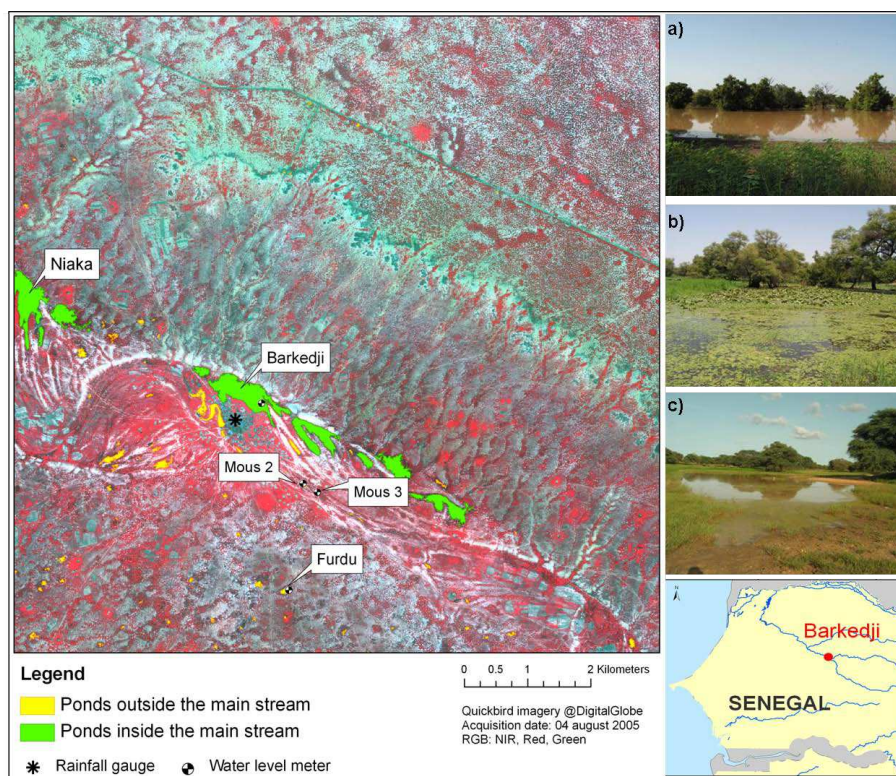 Niaka
Barkedji
Mous 2
Mous 3
Furdu
Legend
Ponds outside the main stream
Ponds inside the main stream
Rainfall gauge
Water level meter
0 0.5 1 2 Kilometers
Quickbird imagery @DigitalGlobe
Acquisition date: 04 august 2005
RGB: NIR, Red, Green
a)
b)
c)
N
Barkedji
SENEGAL